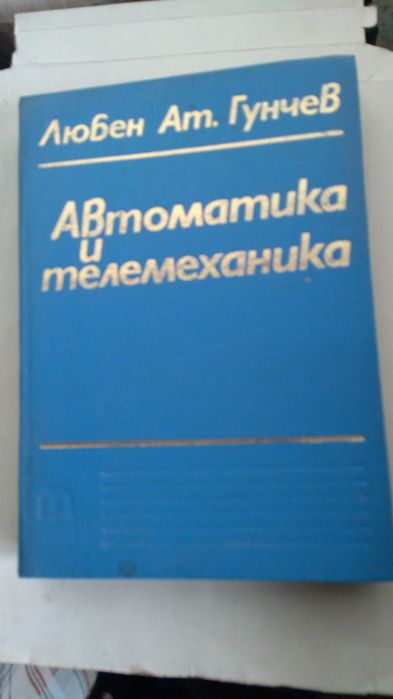 Любен Ат. Гунчев
Автоматика
и
телемеханика